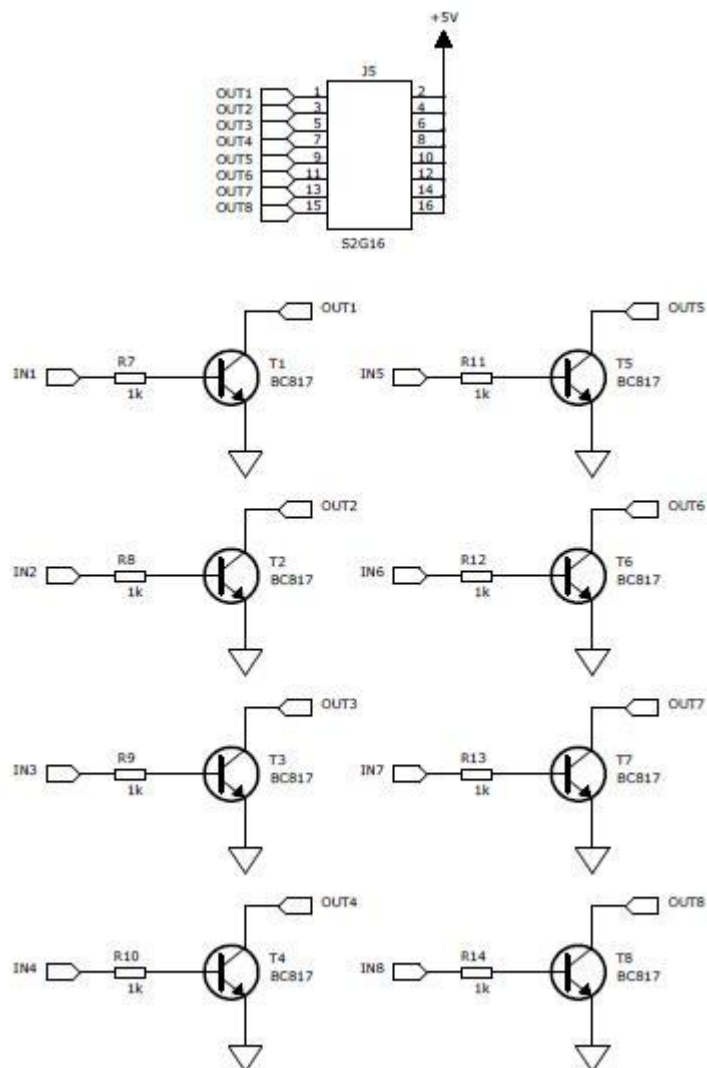 +5V
J5
OUT1 1 2
OUT2 3 4
OUT3 5 6
OUT4 7 8
OUT5 9 10
OUT6 11 12
OUT7 13 14
OUT8 15 16
S2G16
OUT1 OUT5
IN1 R7 1k T1 BC817 IN5 R11 1k T5 BC817
OUT2 OUT6
IN2 R8 1k T2 BC817 IN6 R12 1k T6 BC817
OUT3 OUT7
IN3 R9 1k T3 BC817 IN7 R13 1k T7 BC817
OUT4 OUT8
IN4 R10 1k T4 BC817 IN8 R14 1k T8 BC817